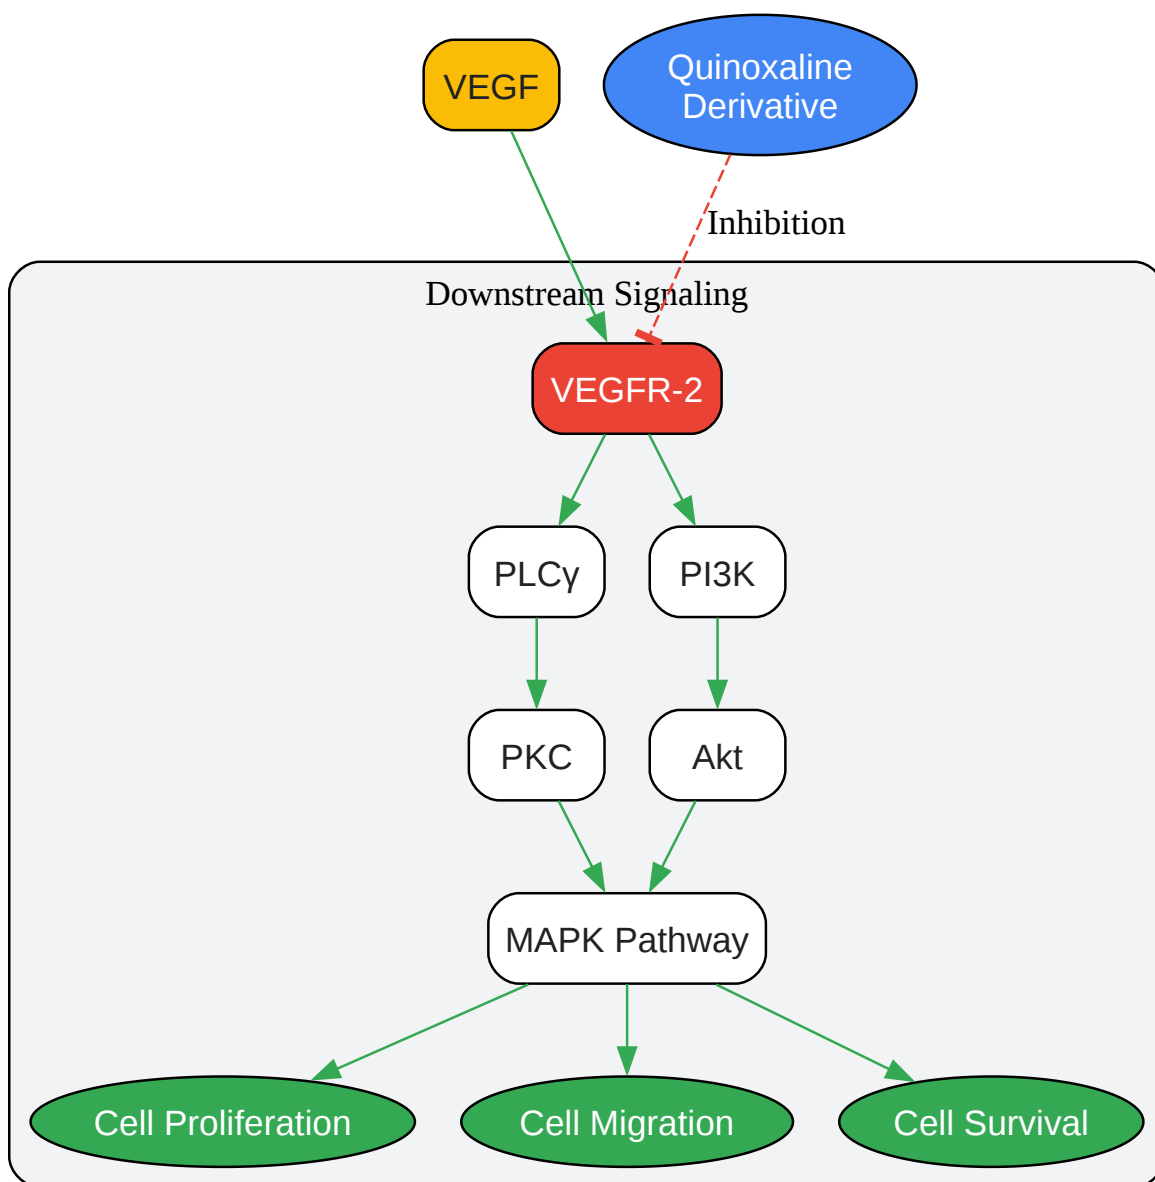 VEGF
Quinoxaline
Derivative
Inhibition
Downstream Signaling
VEGFR-2
PLCγ
PI3K
PKC
Akt
MAPK Pathway
Cell Proliferation
Cell Migration
Cell Survival